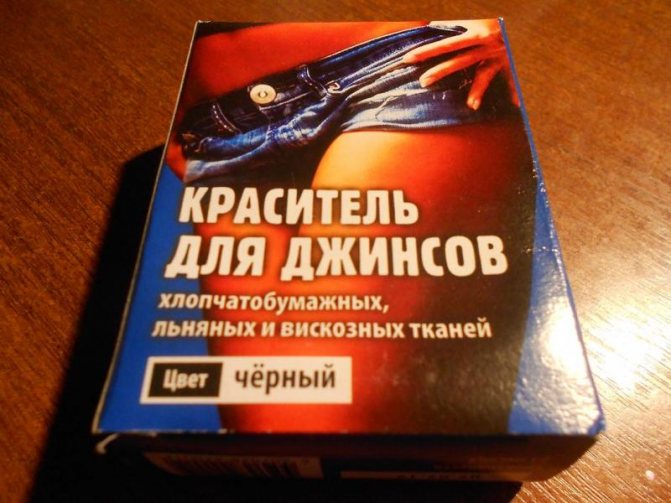 КРАСИТЕЛЬ
ДЛЯ ДЖИНСОВ
хлопчатобумажных,
льняных и вискозных тканей
Цвет чёрный